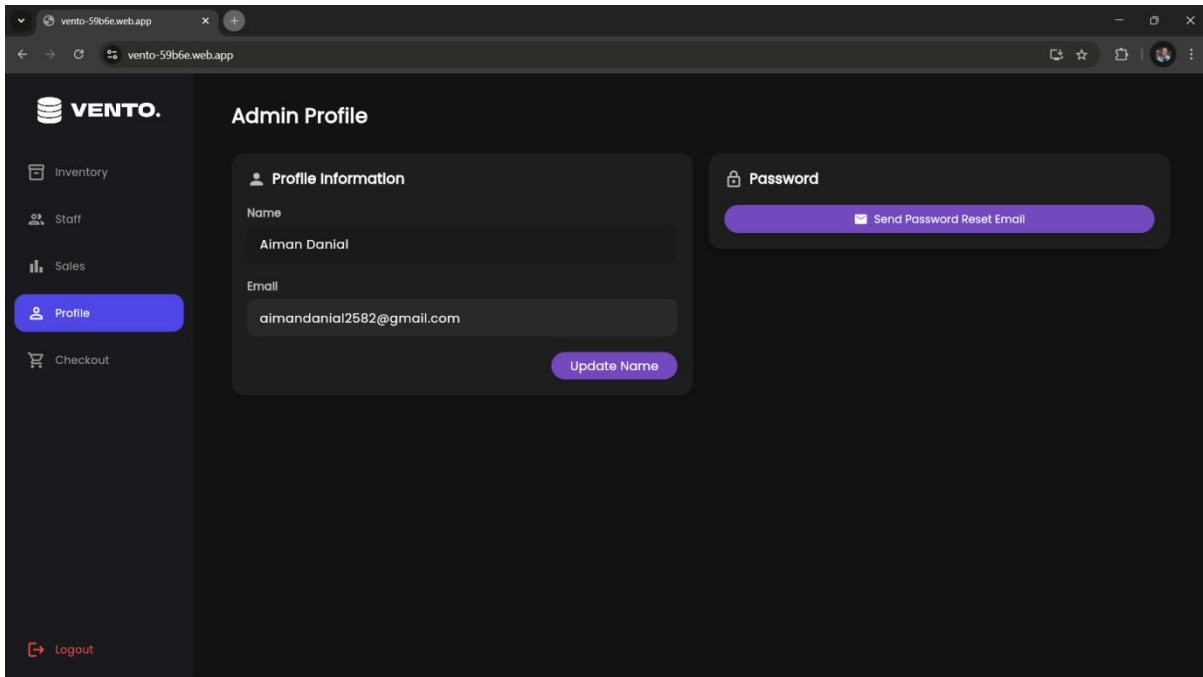 vento-59b6e.web.app
vento-59b6e.web.app
VENTO.
Inventory
Staff
Sales
Profile
Checkout
Logout
Admin Profile
Profile Information
Name
Aiman Danial
Email
aimandanial2582@gmail.com
Update Name
Password
Send Password Reset Email